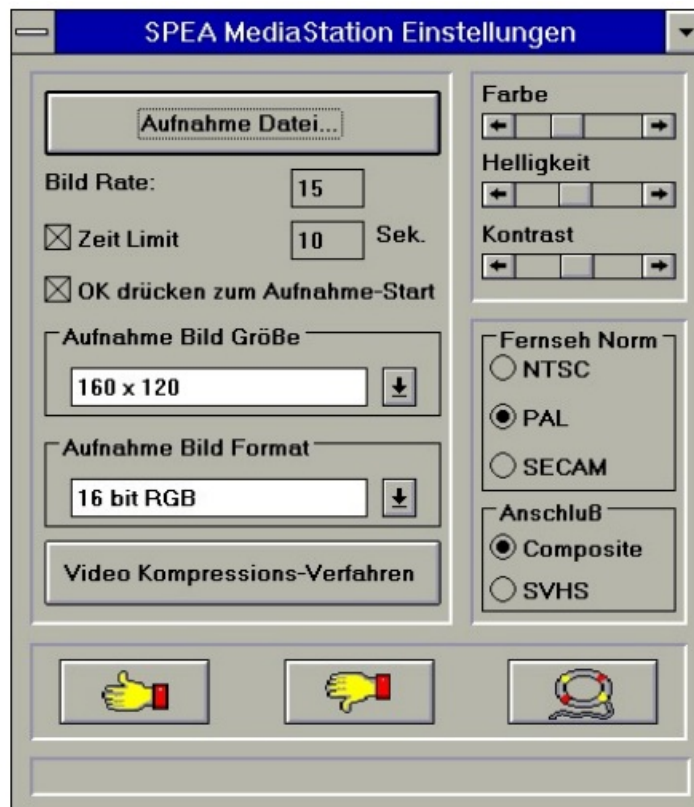 SPEA MediaStation Einstellungen
Aufnahme Datei...
Bild Rate:
15
Zeit Limit
10
Sek.
OK drücken zum Aufnahme-Start
Aufnahme Bild Größe
160 x 120
Aufnahme Bild Format
16 bit RGB
Video Kompressions-Verfahren
Farbe
Helligkeit
Kontrast
Fernseh Norm
NTSC
PAL
SECAM
Anschluß
Composite
SVHS